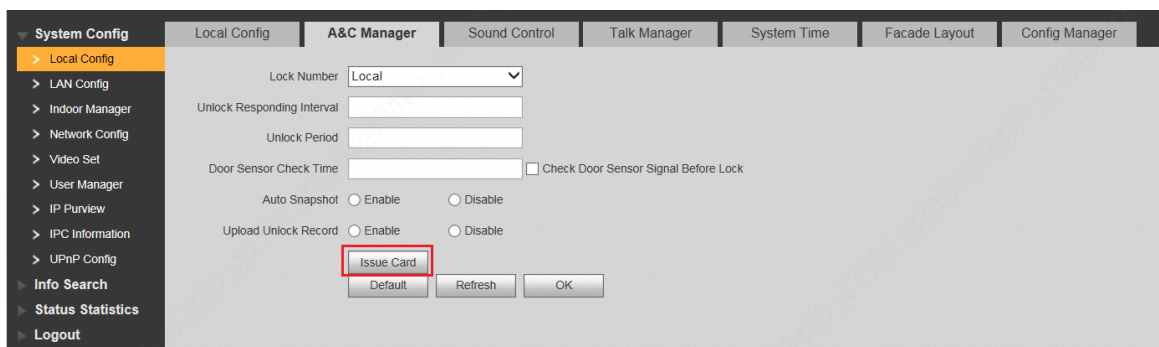 System Config
Local Config
LAN Config
Indoor Manager
Network Config
Video Set
User Manager
IP Purview
IPC Information
UPnP Config
Info Search
Status Statistics
Logout
Local Config A&C Manager Sound Control Talk Manager System Time Facade Layout Config Manager
Lock Number Local
Unlock Responding Interval
Unlock Period
Door Sensor Check Time Check Door Sensor Signal Before Lock
Auto Snapshot Enable Disable
Upload Unlock Record Enable Disable
Issue Card
Default Refresh OK